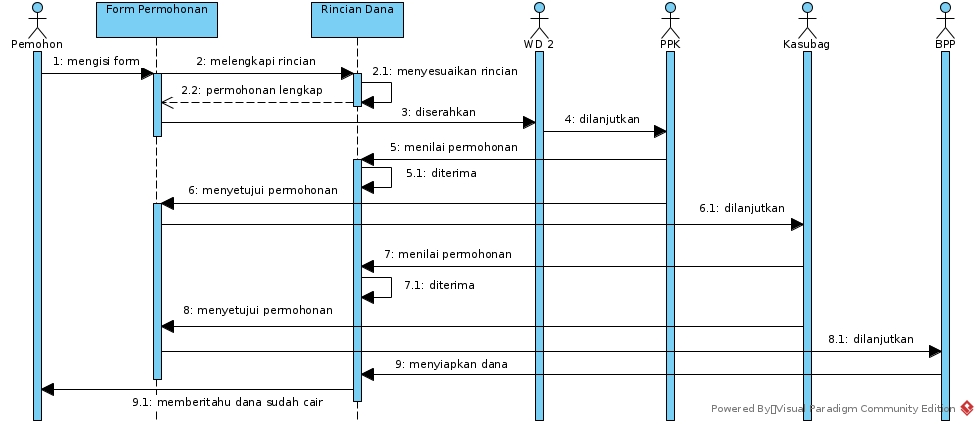 Form Permohonan
Rincian Dana
Pemohon
WD 2
PPK
Kasubag
BPP
1: mengisi form
2: melengkapi rincian
2.1: menyesuaikan rincian
2.2: permohonan lengkap
3: diserahkan
4: dilanjutkan
5: menilai permohonan
5.1: diterima
6: menyetujui permohonan
6.1: dilanjutkan
7: menilai permohonan
7.1: diterima
8: menyetujui permohonan
8.1: dilanjutkan
9: menyiapkan dana
9.1: memberitahu dana sudah cair
Powered By Visual Paradigm Community Edition